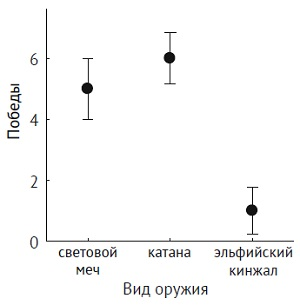 Победы
6
4
2
0
световой
меч
катана
эльфийский
кинжал
Вид оружия